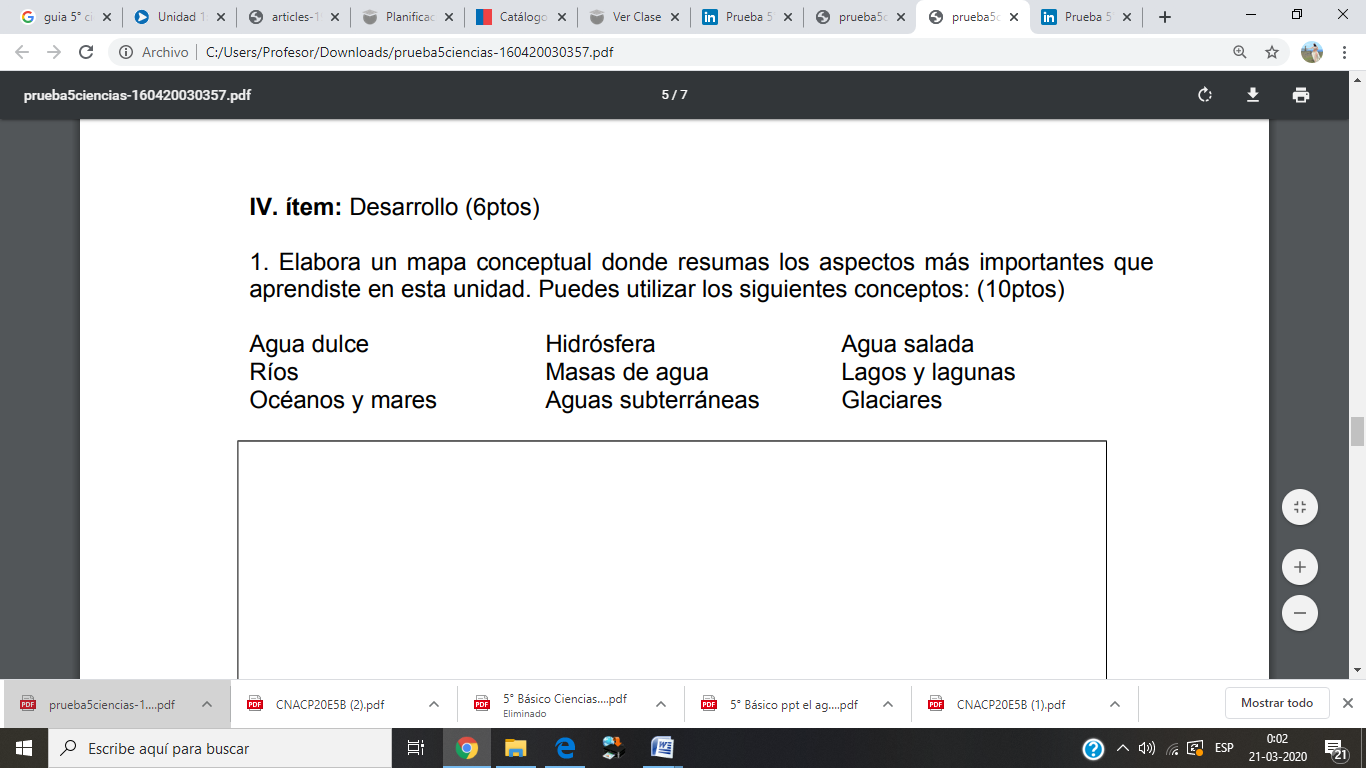 guia 5° ci
Unidad 1
articles-1
Planificac
Catálogo
Ver Clase
Prueba 5
prueba5c
prueba5c
Prueba 5
Archivo
C:/Users/Profesor/Downloads/prueba5ciencias-160420030357.pdf
prueba5ciencias-160420030357.pdf
5 / 7
IV. ítem: Desarrollo (6ptos)
1. Elabora un mapa conceptual donde resumas los aspectos más importantes que
aprendiste en esta unidad. Puedes utilizar los siguientes conceptos: (10ptos)
Agua dulce Hidrósfera Agua salada
Ríos Masas de agua Lagos y lagunas
Océanos y mares Aguas subterráneas Glaciares
prueba5ciencias-1....pdf
CNACP20E5B (2).pdf
5° Básico Ciencias....pdf
Eliminado
5° Básico ppt el ag....pdf
CNACP20E5B (1).pdf
Mostrar todo
Escribe aquí para buscar
ESP
0:02
21-03-2020
21